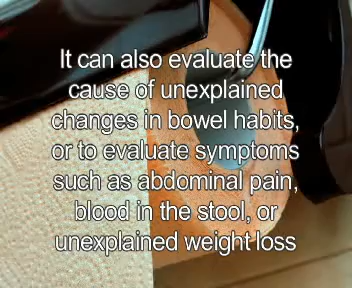 It can also evaluate the
cause of unexplained
changes in bowel habits,
or to evaluate symptoms
such as abdominal pain,
blood in the stool, or
unexplained weight loss